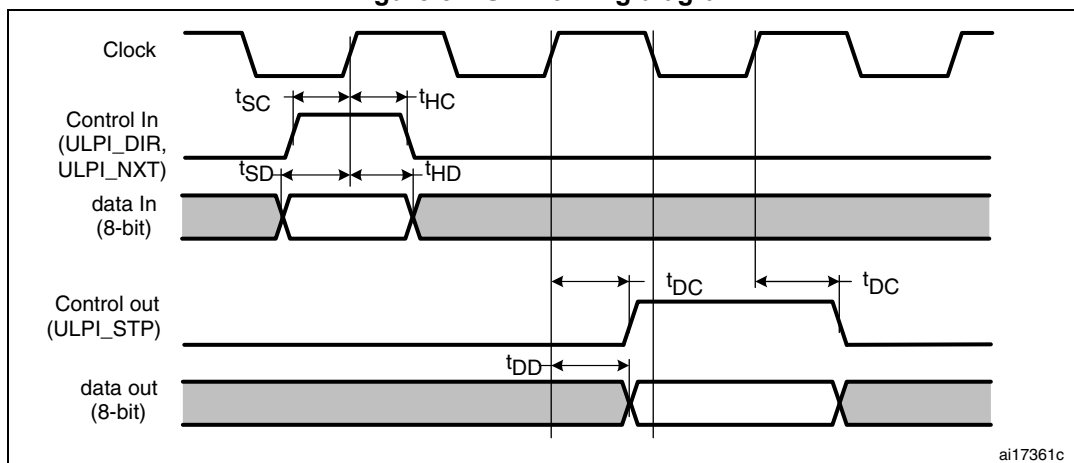 Clock
tSC
tHC
Control In
(ULPI_DIR,
ULPI_NXT)
tSD
tHD
data In
(8-bit)
Control out
(ULPI_STP)
tDC
tDC
tDD
data out
(8-bit)
ai17361c